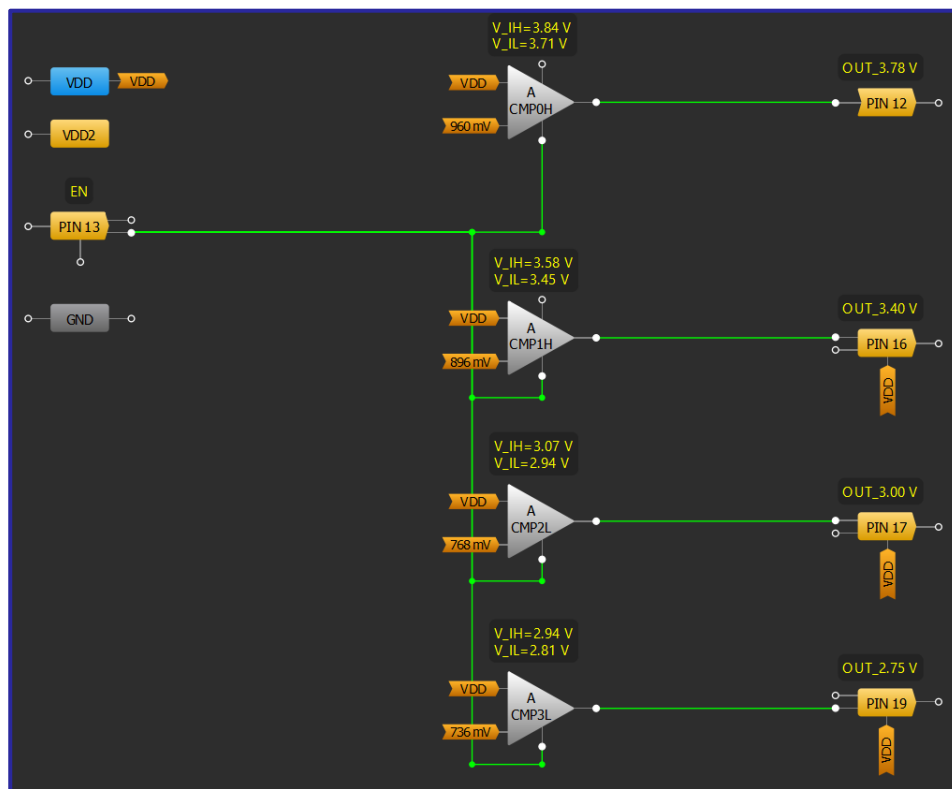 V_IH=3.84 V
V_IL=3.71 V
VDD
VDD
VDD
A
CMP0H
960 mV
OUT_3.78 V
PIN 12
VDD2
EN
PIN 13
GND
V_IH=3.58 V
V_IL=3.45 V
VDD
A
CMP1H
896 mV
OUT_3.40 V
PIN 16
VDD
V_IH=3.07 V
V_IL=2.94 V
VDD
A
CMP2L
768 mV
OUT_3.00 V
PIN 17
VDD
V_IH=2.94 V
V_IL=2.81 V
VDD
A
CMP3L
736 mV
OUT_2.75 V
PIN 19
VDD